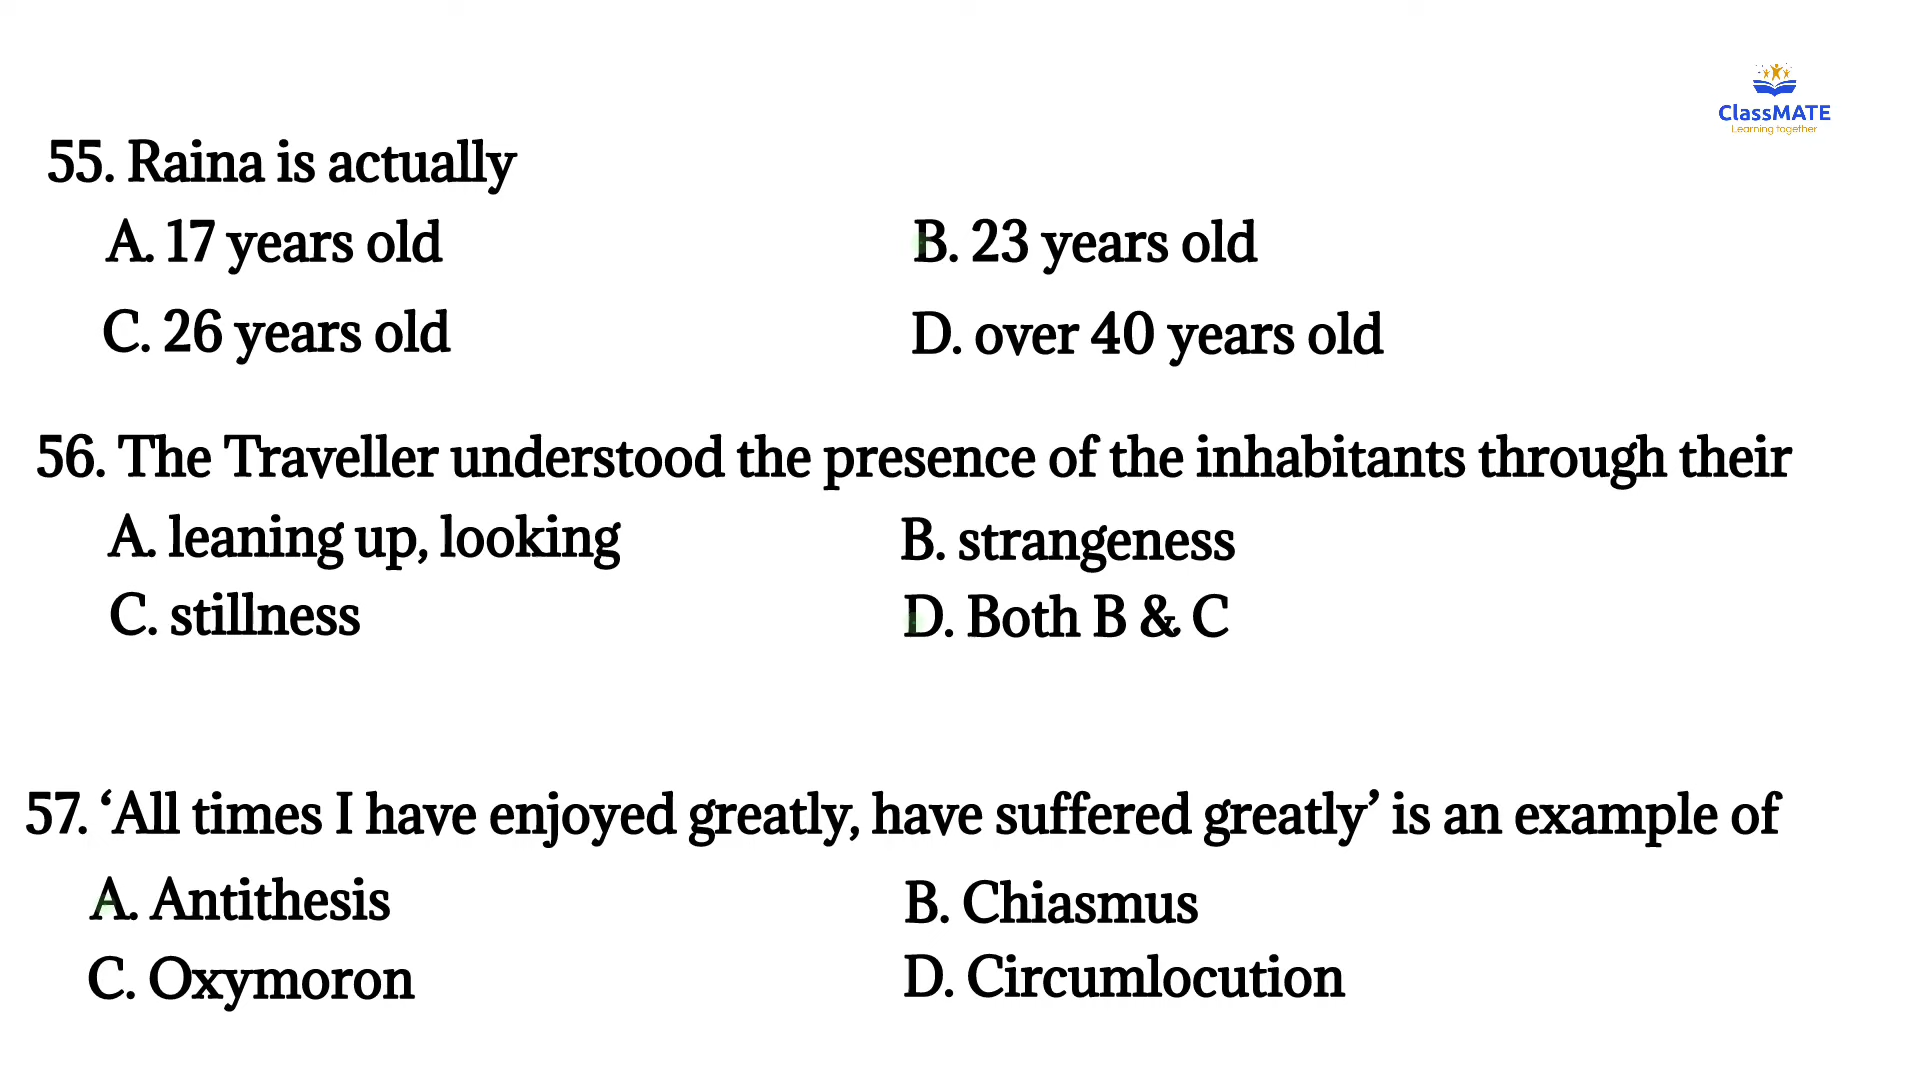 ClassMATE
Learning together
55. Raina is actually
A. 17 years old
B. 23 years old
C. 26 years old
D. over 40 years old
56. The Traveller understood the presence of the inhabitants through their
A. leaning up, looking
B. strangeness
C. stillness
D. Both B & C
57. ‘All times I have enjoyed greatly, have suffered greatly’ is an example of
A. Antithesis
B. Chiasmus
C. Oxymoron
D. Circumlocution